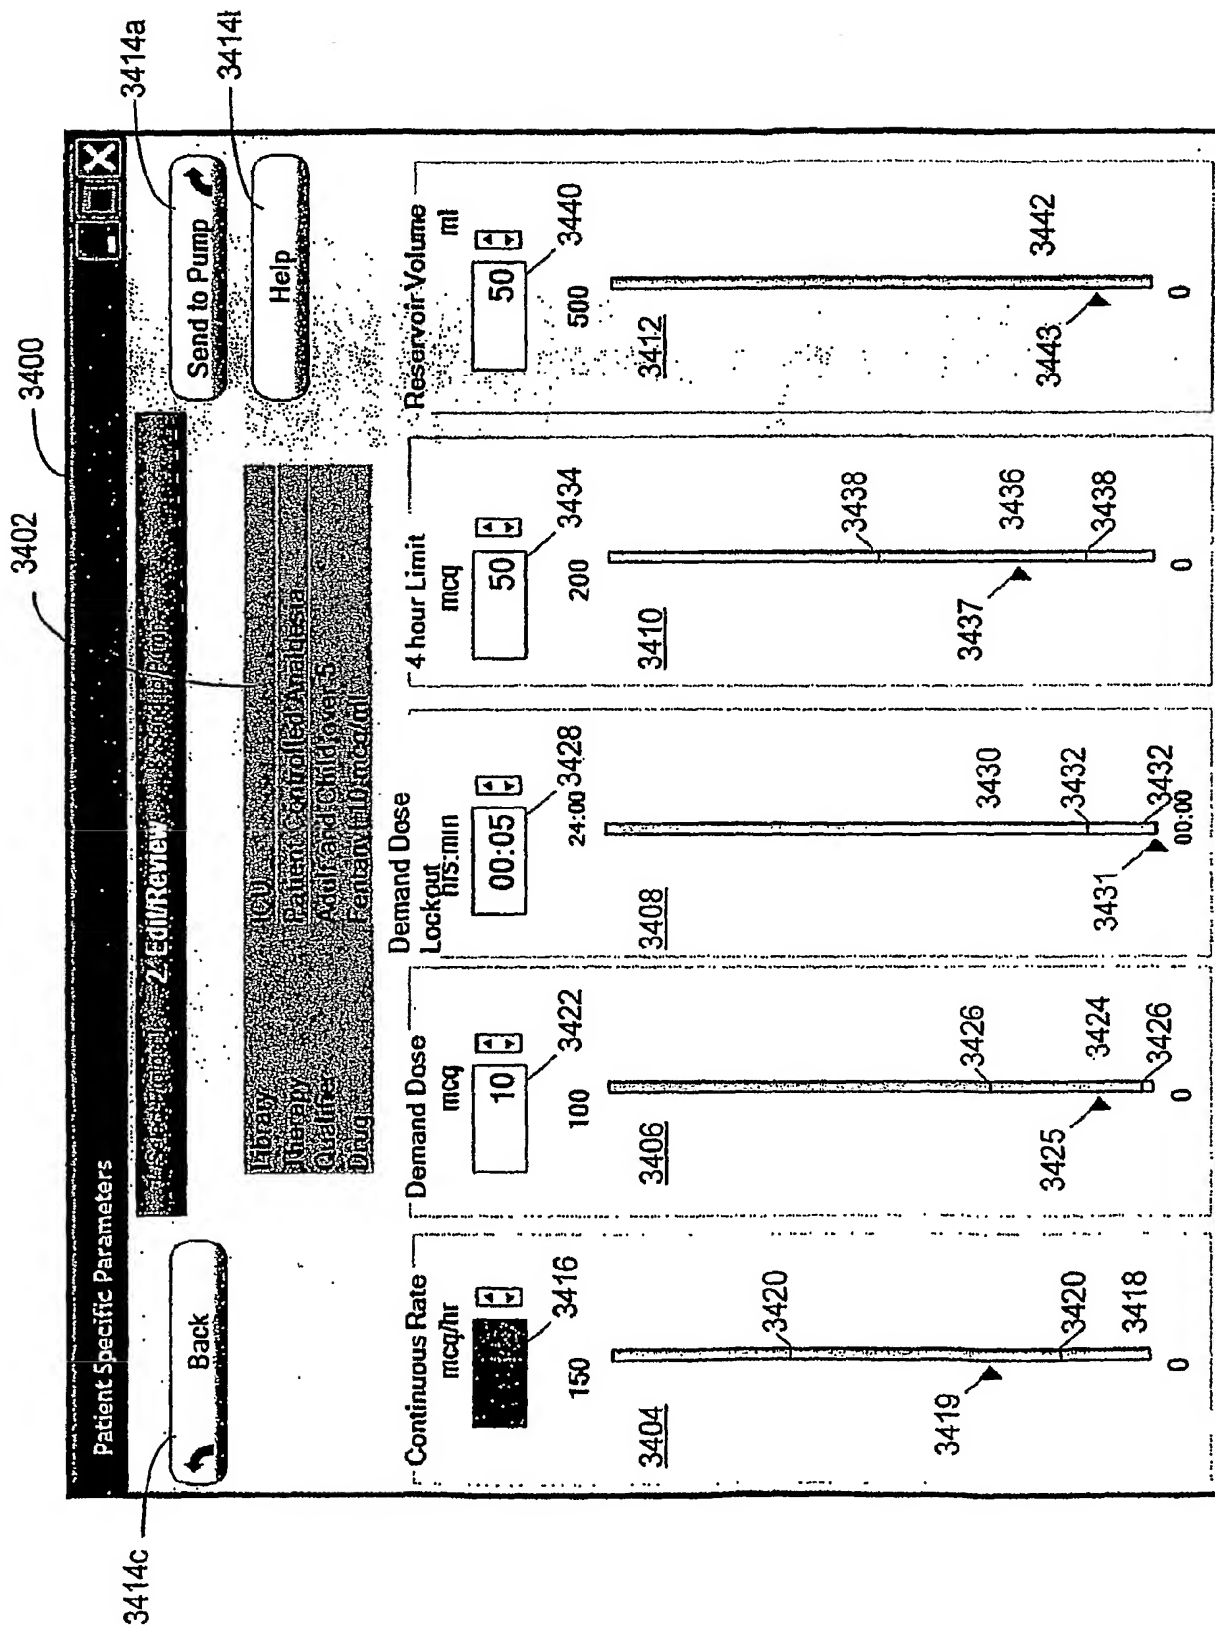 3402
3400
3414a
3414l
3414c
Patient Specific Parameters
Back
2. Edit/Review
Send to Pump
Help
Library ICU
Therapy Patient Controlled Analgesia
Qualifier Adult and Child over 5
Drug Fentanyl 10 mcg/ml
Continuous Rate
mcg/hr
3416
150
3404
3420
3419
3420
3418
0
Demand Dose
mcg
10
3422
100
3406
3426
3425
3424
3426
0
Demand Dose
Lockout
hrs:min
00:05
3428
24:00
3408
3430
3432
3431
3432
00:00
4 hour Limit
mcg
50
3434
200
3410
3438
3437
3436
3438
0
Reservoir Volume
ml
50
3440
500
3412
3443
3442
0